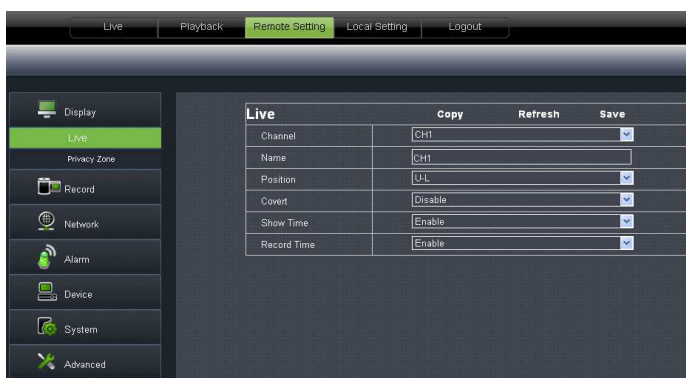 Live Playback Remote Setting Local Setting Logout
Display
Live
Privacy Zone
Record
Network
Alarm
Device
System
Advanced
Live Copy Refresh Save
Channel CH1
Name CH1
Position U-L
Covert Disable
Show Time Enable
Record Time Enable